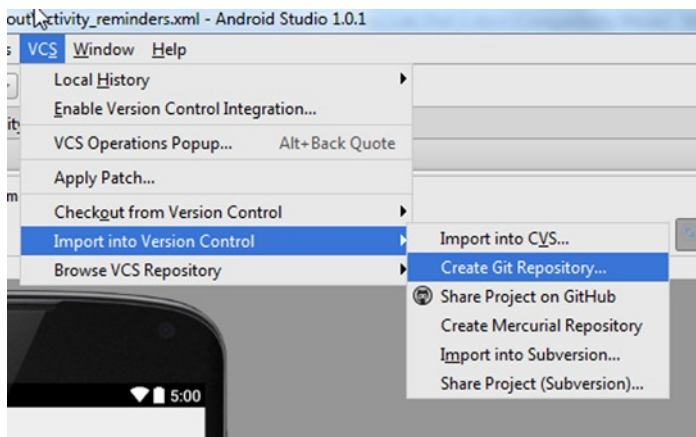 out\activity_reminders.xml - Android Studio 1.0.1
s VCS Window Help
Local History
Enable Version Control Integration...
VCS Operations Popup... Alt+Back Quote
Apply Patch...
Checkout from Version Control
Import into Version Control
Browse VCS Repository
Import into CVS...
Create Git Repository...
Share Project on GitHub
Create Mercurial Repository
Import into Subversion...
Share Project (Subversion)...
5:00